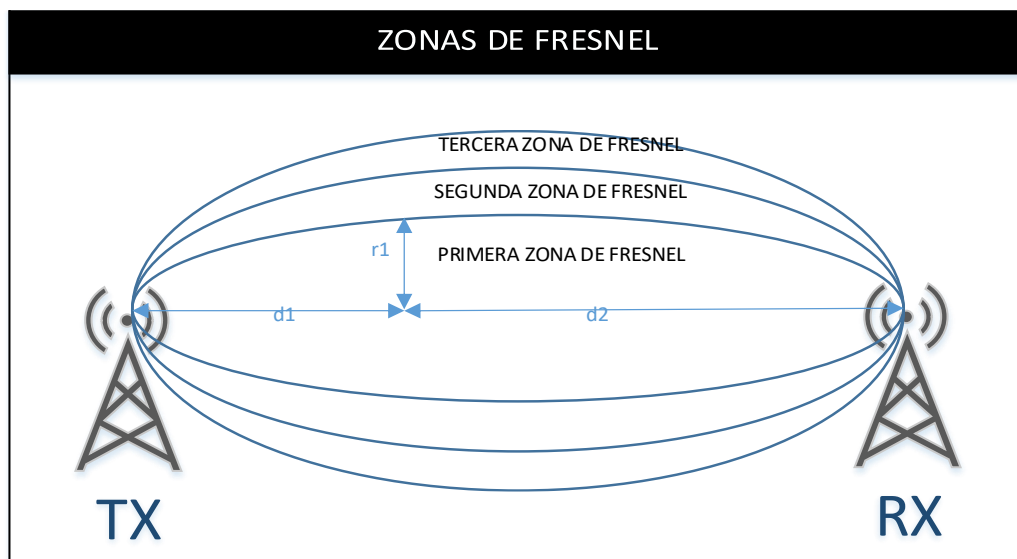 ZONAS DE FRESNEL
TERCERA ZONA DE FRESNEL
SEGUNDA ZONA DE FRESNEL
r1
PRIMERA ZONA DE FRESNEL
d1
d2
TX
RX